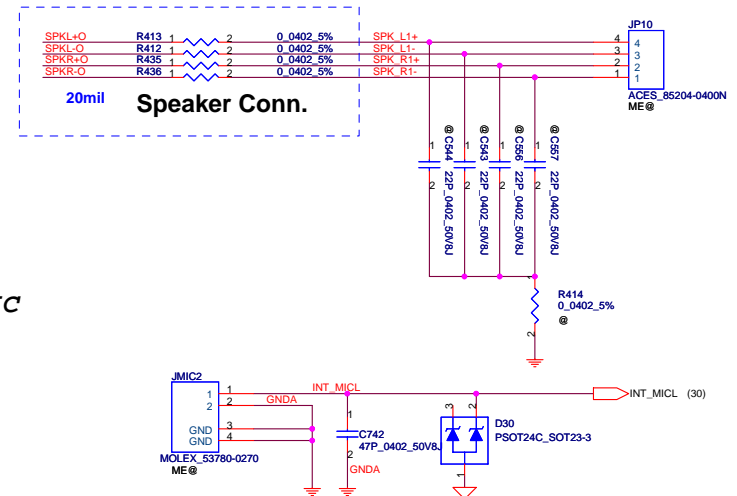 JP10
SPKL+O R413 1 2 0_0402_5% SPK_L1+ 4 4
SPKL-O R412 1 2 0_0402_5% SPK_L1- 3 3
SPKR+O R435 1 2 0_0402_5% SPK_R1+ 2 2
SPKR-O R436 1 2 0_0402_5% SPK_R1- 1 1
20mil Speaker Conn.
ACES_85204-0400N
ME@
@ C544 22P_0402_50V8J 1 2
@ C543 22P_0402_50V8J 1 2
@ C556 22P_0402_50V8J 1 2
@ C557 22P_0402_50V8J 1 2
1
R414
0_0402_5%
@
2
JMIC2
1 1 INT_MICL INT_MICL (30)
2 2 GNDA
GND 3
GND 4
MOLEX_53780-0270
ME@
1
C742
47P_0402_50V8J
2
GNDA
3 2
D30
PSOT24C_SOT23-3
1